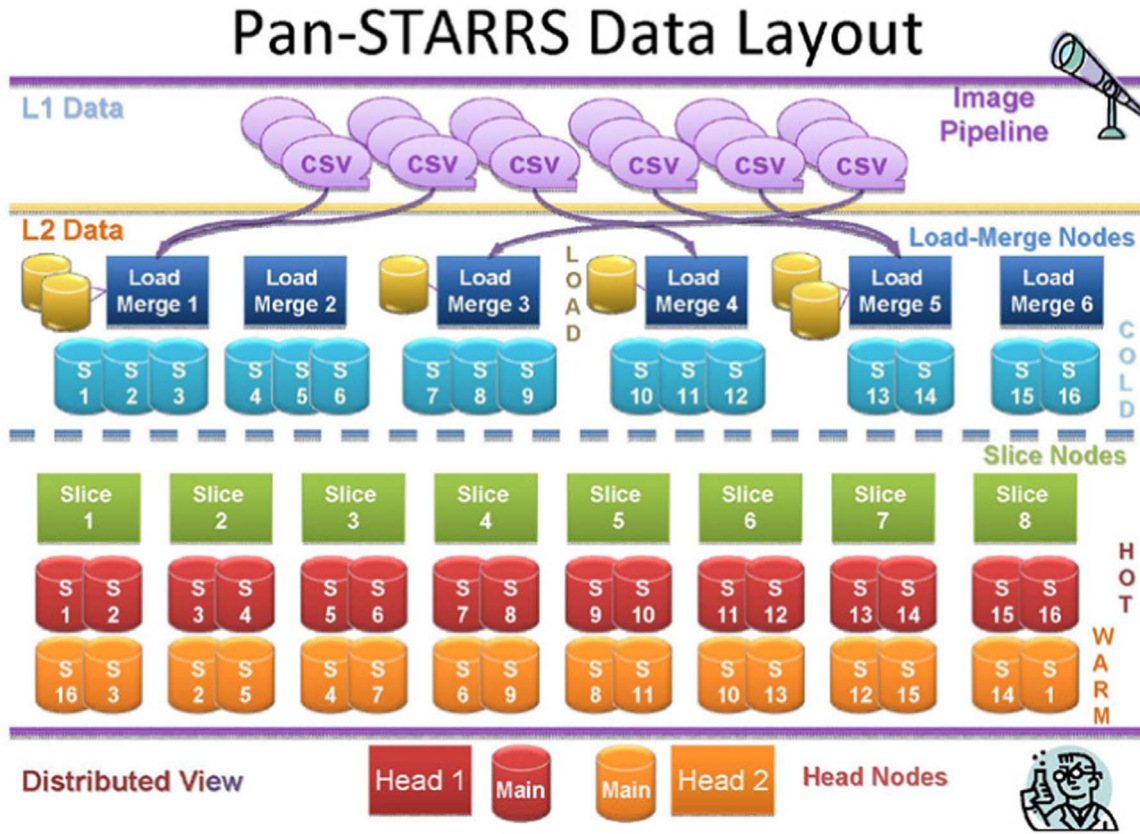 Pan-STARRS Data Layout
L1 Data
Image
Pipeline
CSV CSV CSV CSV CSV CSV
L2 Data
Load-Merge Nodes
LOAD
Load
Merge 1
Load
Merge 2
Load
Merge 3
Load
Merge 4
Load
Merge 5
Load
Merge 6
COLD
S S S S S S S S S S S S S S S S
1 2 3 4 5 6 7 8 9 10 11 12 13 14 15 16
Slice Nodes
Slice
1
Slice
2
Slice
3
Slice
4
Slice
5
Slice
6
Slice
7
Slice
8
HOT
S S S S S S S S S S S S S S S S
1 2 3 4 5 6 7 8 9 10 11 12 13 14 15 16
WARM
S S S S S S S S S S S S S S S S
16 3 2 5 4 7 6 9 8 11 10 13 12 15 14 1
Distributed View
Head 1
Main
Main
Head 2
Head Nodes